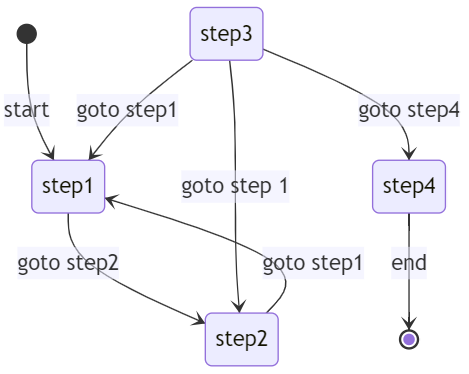 step3
start
goto step1
goto step4
step1
goto step 1
step4
goto step2
goto step1
end
step2